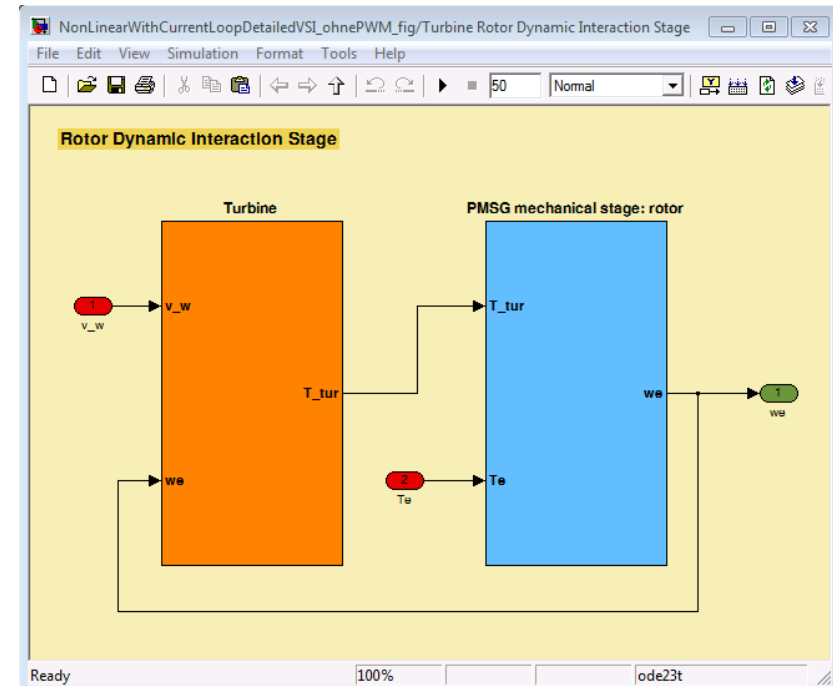 NonLinearWithCurrentLoopDetailedVSI_ohnePWM_fig/Turbine Rotor Dynamic Interaction Stage
File Edit View Simulation Format Tools Help
50 Normal
Rotor Dynamic Interaction Stage
Turbine
PMSG mechanical stage: rotor
1
v_w
v_w
T_tur
T_tur
we
we
1
we
2
Te
Te
Ready 100% ode23t